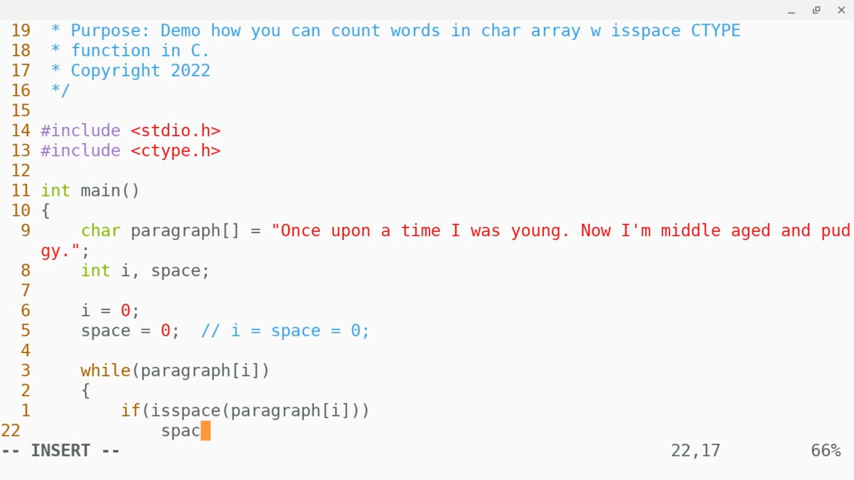 19  * Purpose: Demo how you can count words in char array w isspace CTYPE
18  * function in C.
17  * Copyright 2022
16  */
15
14 #include <stdio.h>
13 #include <ctype.h>
12
11 int main()
10 {
9     char paragraph[] = "Once upon a time I was young. Now I'm middle aged and pud
gy.";
8     int i, space;
7
6     i = 0;
5     space = 0;  // i = space = 0;
4
3     while(paragraph[i])
2     {
1         if(isspace(paragraph[i]))
22             spac
-- INSERT -- 22,17 66%